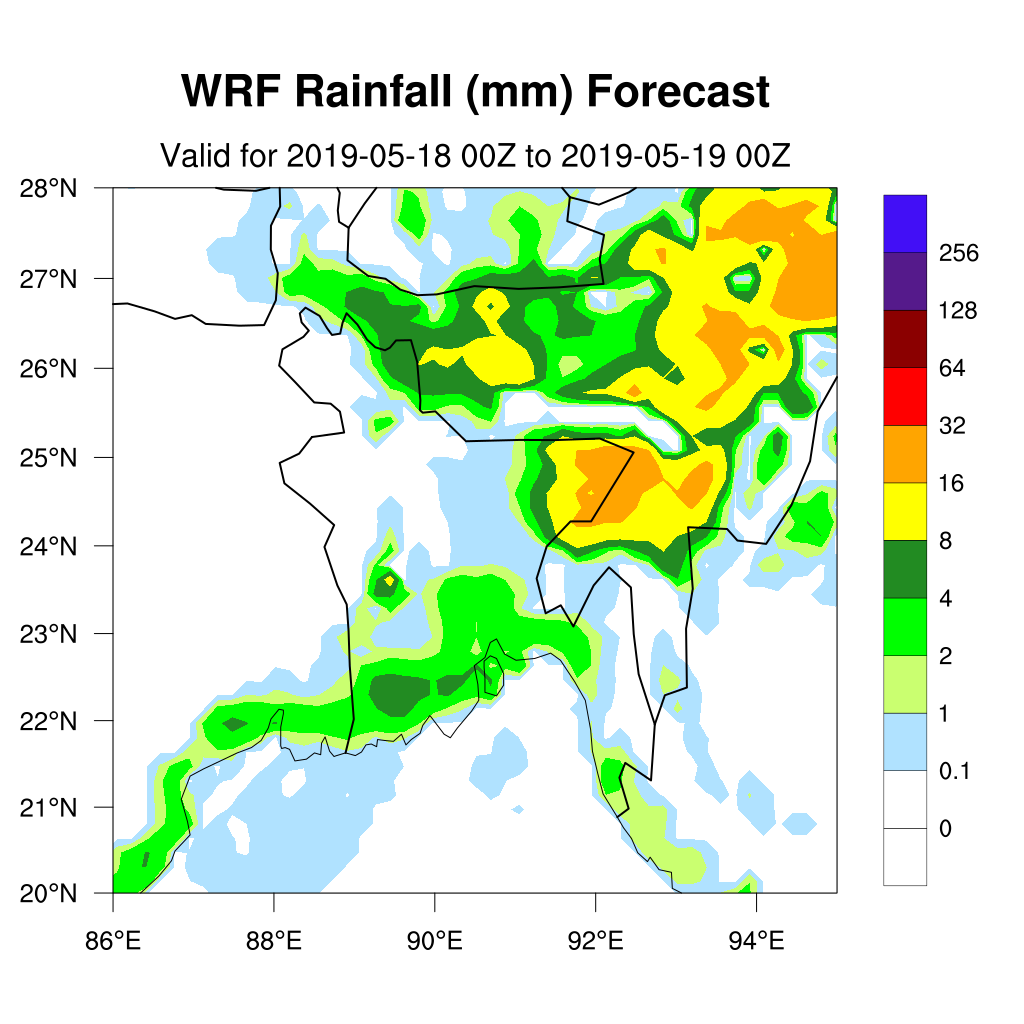 WRF Rainfall (mm) Forecast
Valid for 2019-05-18 00Z to 2019-05-19 00Z
28°N
27°N
26°N
25°N
24°N
23°N
22°N
21°N
20°N
86°E
88°E
90°E
92°E
94°E
256
128
64
32
16
8
4
2
1
0.1
0